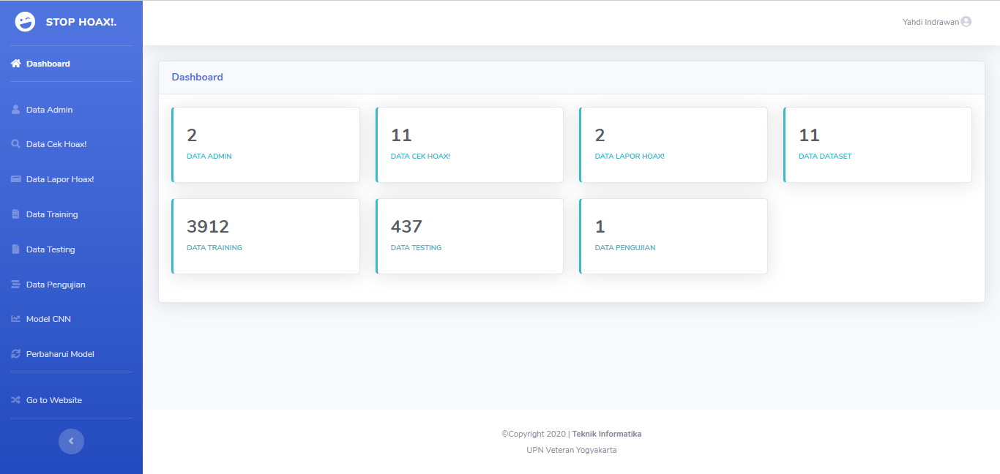 STOP HOAX!.
Yahdi Indrawan
Dashboard
Data Admin
Data Cek Hoax!
Data Lapor Hoax!
Data Training
Data Testing
Data Pengujian
Model CNN
Perbaharui Model
Go to Website
Dashboard
2
DATA ADMIN
11
DATA CEK HOAX!
2
DATA LAPOR HOAX!
11
DATA DATASET
3912
DATA TRAINING
437
DATA TESTING
1
DATA PENGUJIAN
©Copyright 2020 | Teknik Informatika
UPN Veteran Yogyakarta